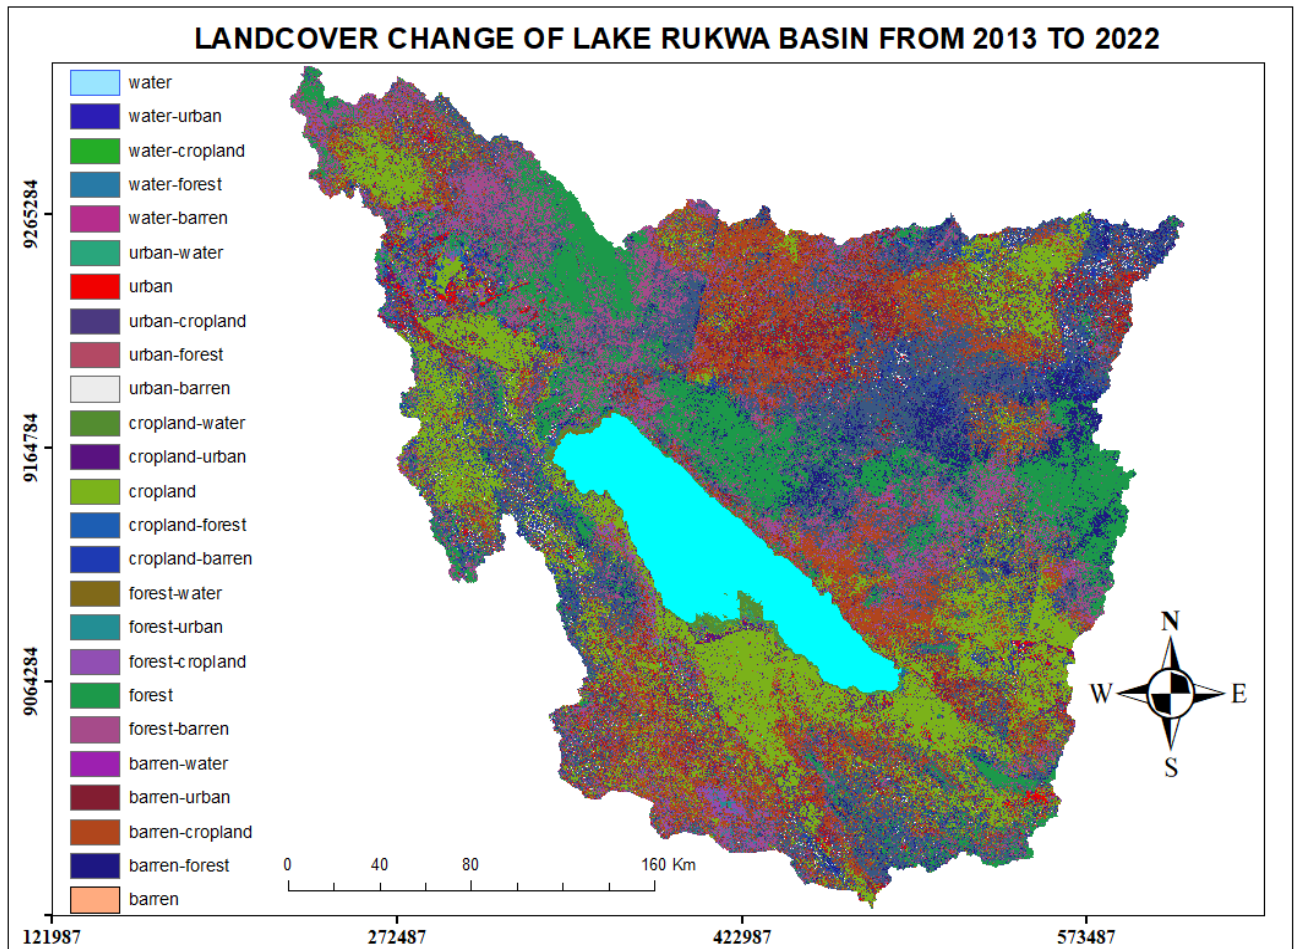 LANDCOVER CHANGE OF LAKE RUKWA BASIN FROM 2013 TO 2022
water
water-urban
water-cropland
water-forest
water-barren
urban-water
urban
urban-cropland
urban-forest
urban-barren
cropland-water
cropland-urban
cropland
cropland-forest
cropland-barren
forest-water
forest-urban
forest-cropland
forest
forest-barren
barren-water
barren-urban
barren-cropland
barren-forest
barren
9265284
9164784
9064284
N
W E
S
0 40 80 160 Km
121987 272487 422987 573487